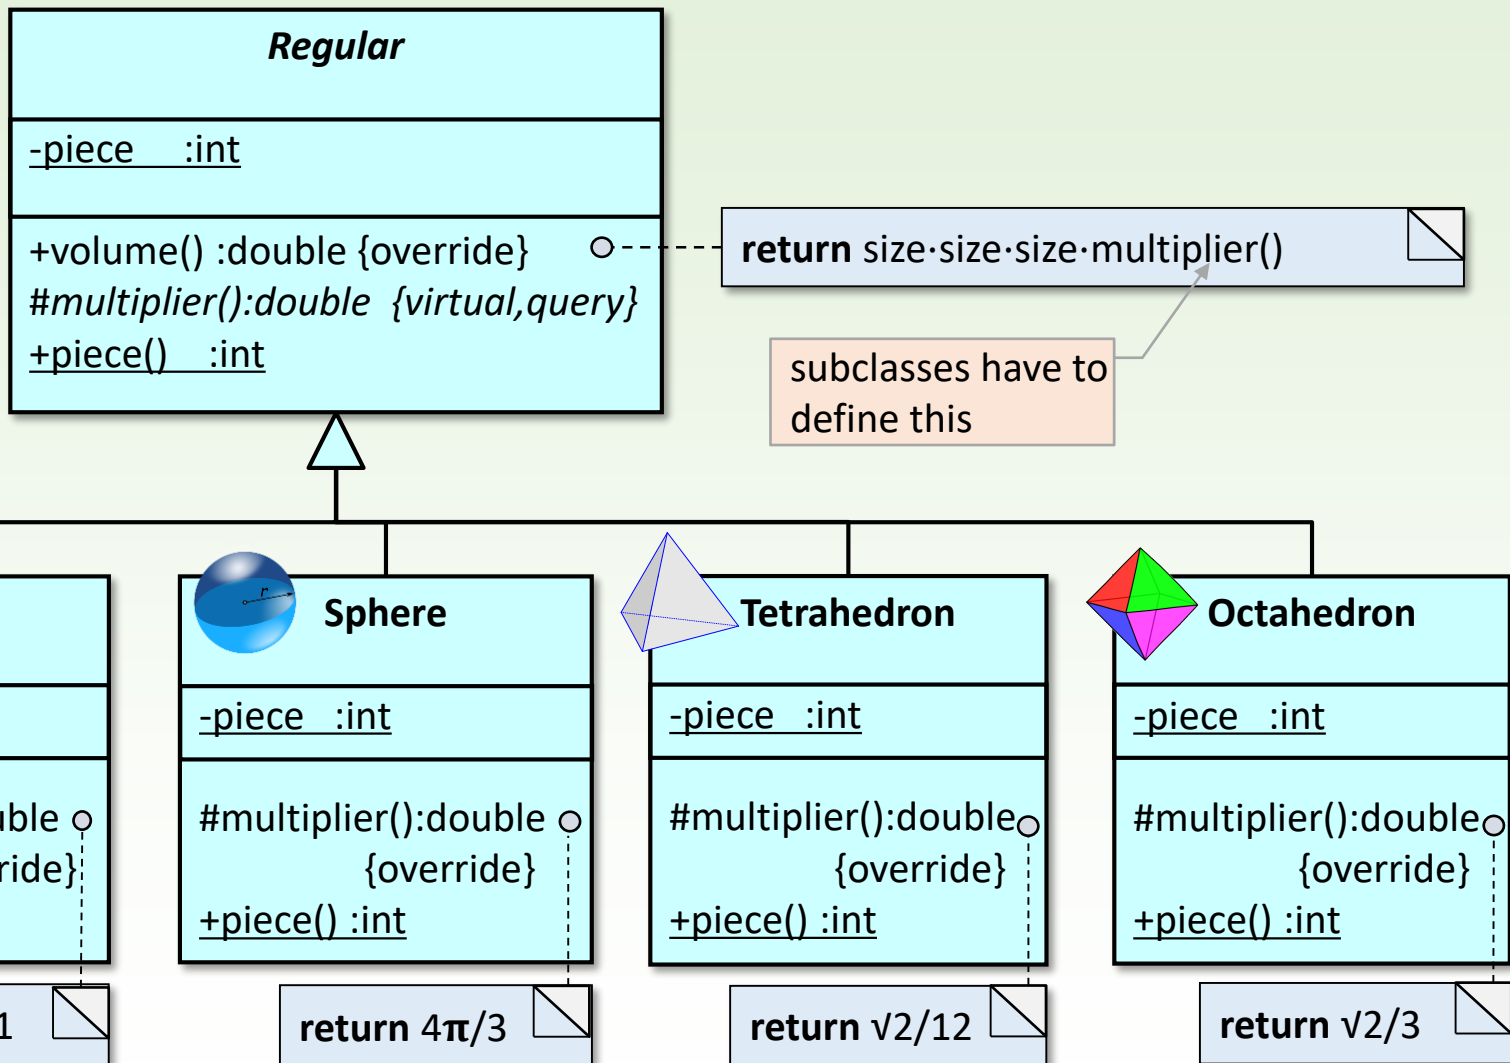 Regular
-piece :int
+volume() :double {override}
#multiplier():double {virtual,query}
+piece() :int
return size·size·size·multiplier()
subclasses have to
define this
r
Sphere
-piece :int
#multiplier():double
{override}
+piece() :int
return 4π/3
Tetrahedron
-piece :int
#multiplier():double
{override}
+piece() :int
return √2/12
Octahedron
-piece :int
#multiplier():double
{override}
+piece() :int
return √2/3